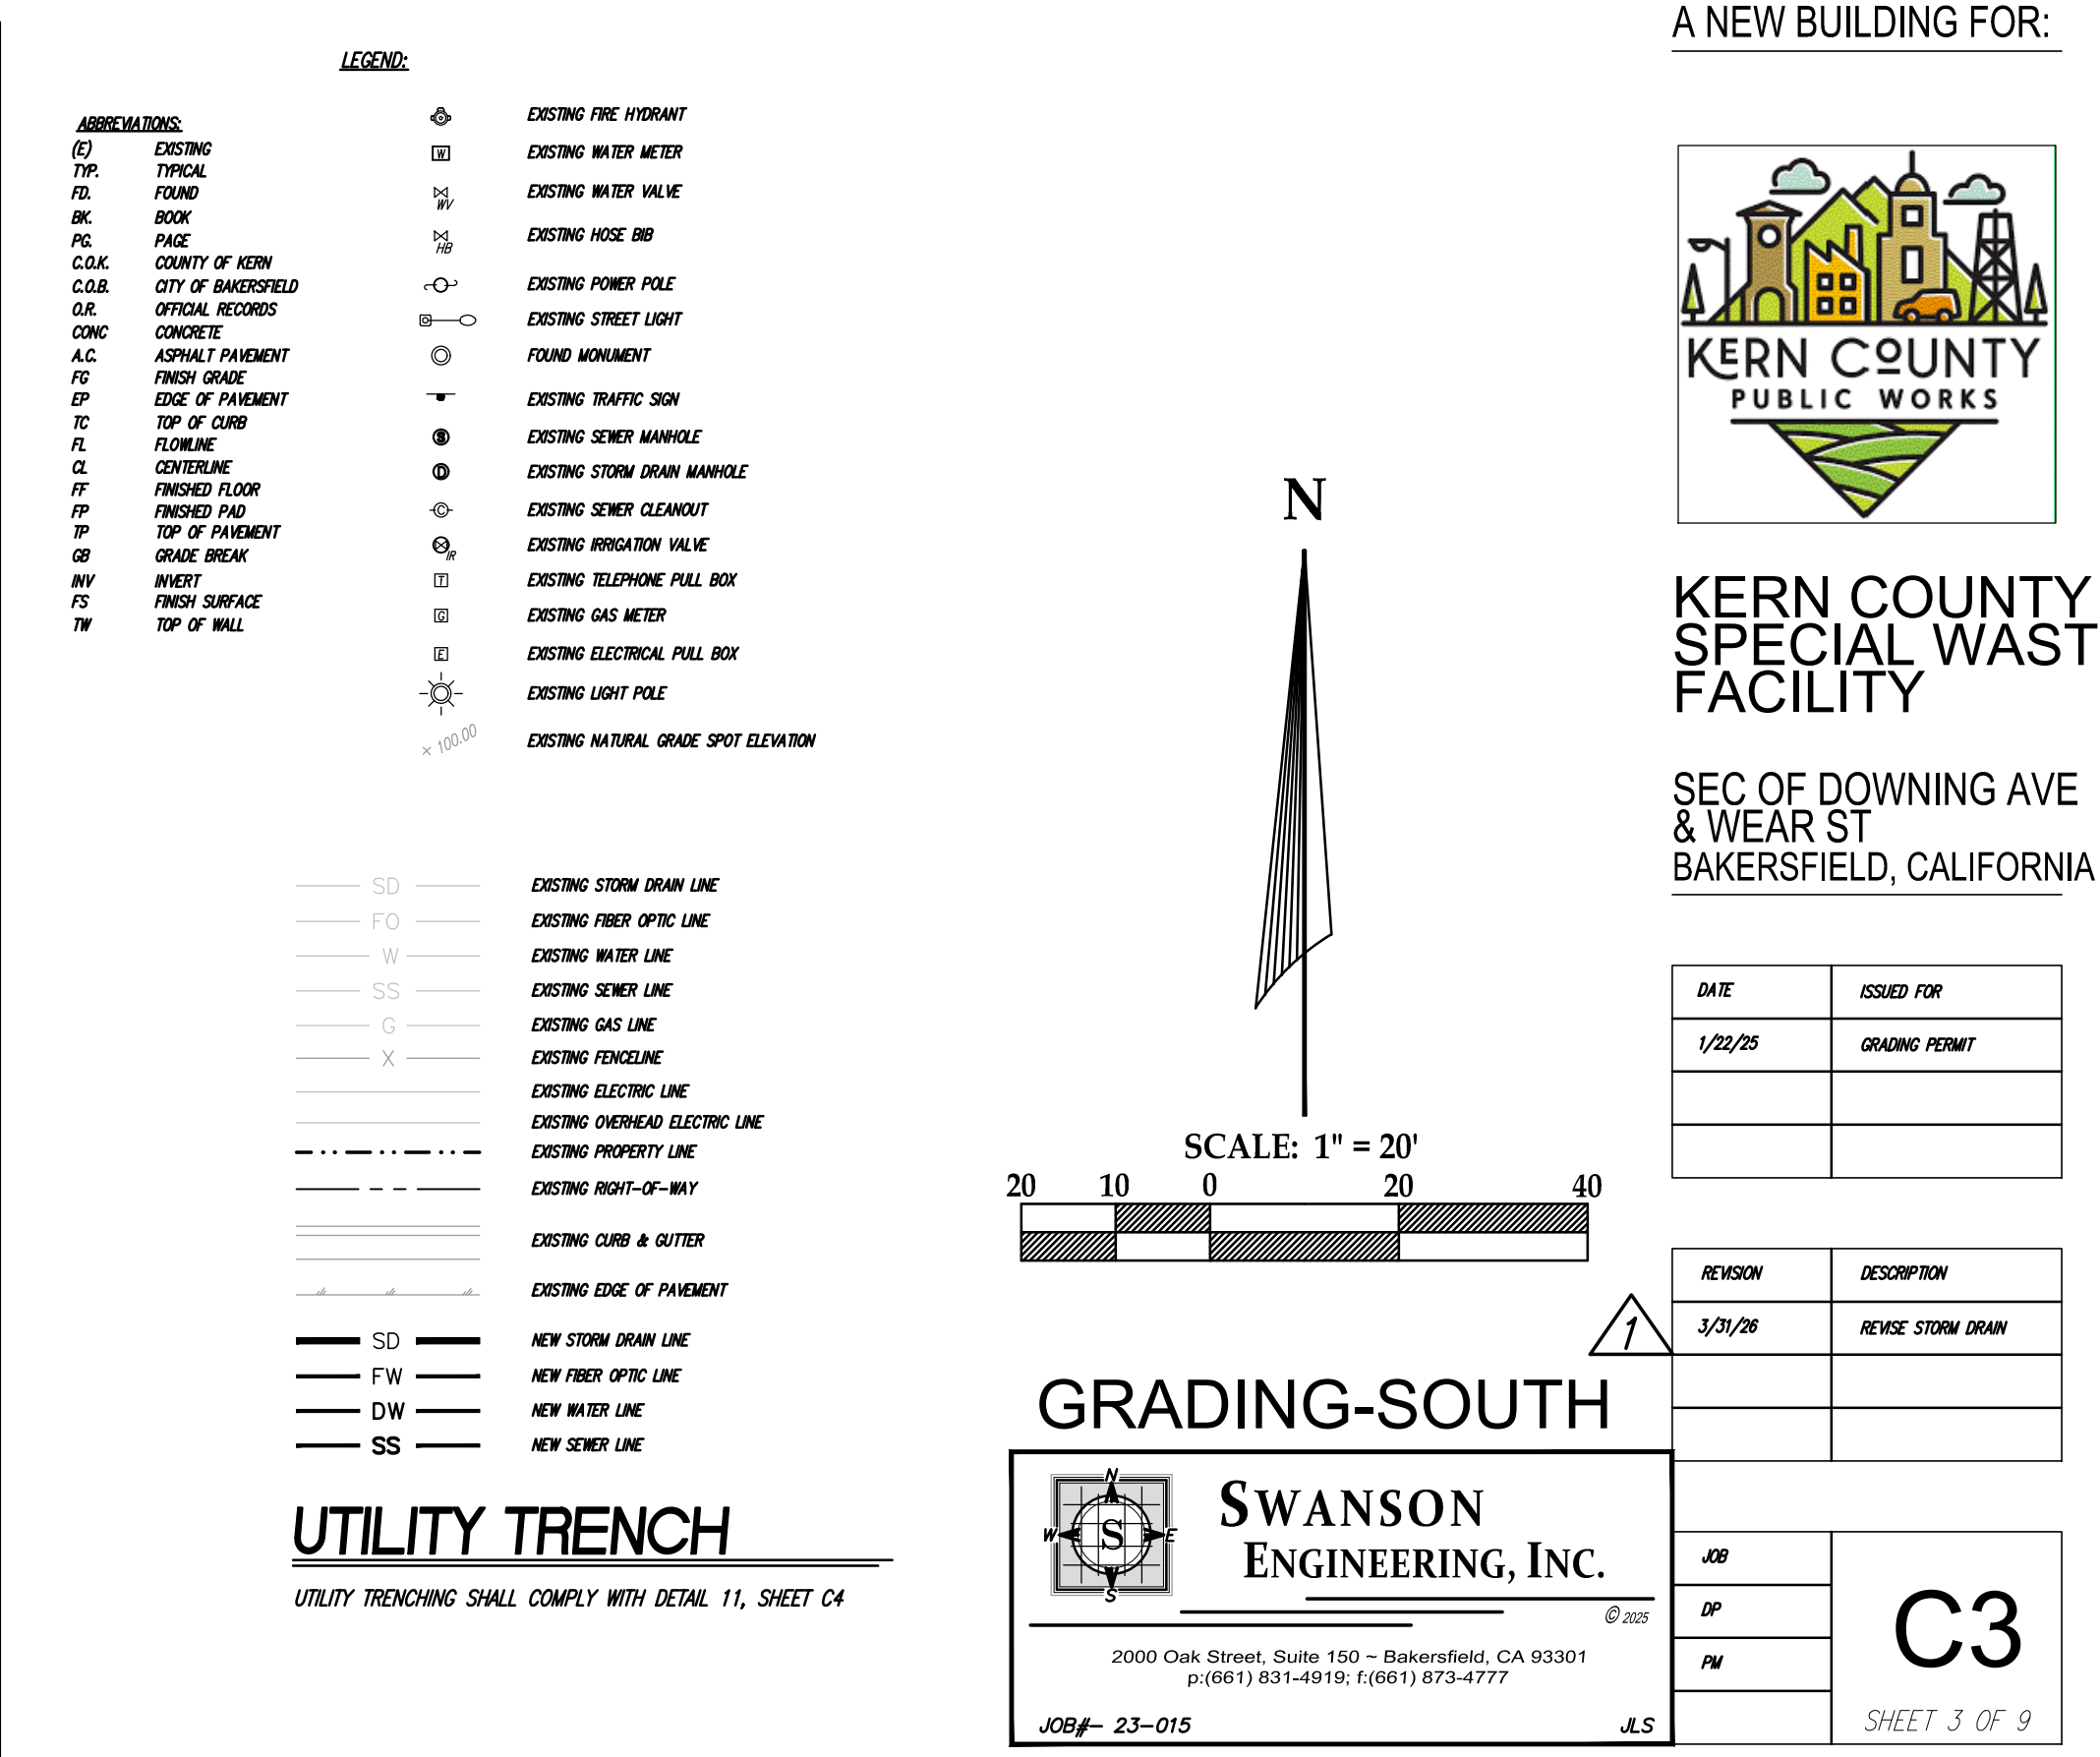 LEGEND:
ABBREVIATIONS:
(E) EXISTING
TYP. TYPICAL
FD. FOUND
BK. BOOK
PG. PAGE
C.O.K. COUNTY OF KERN
C.O.B. CITY OF BAKERSFIELD
O.R. OFFICIAL RECORDS
CONC CONCRETE
A.C. ASPHALT PAVEMENT
FG FINISH GRADE
EP EDGE OF PAVEMENT
TC TOP OF CURB
FL FLOWLINE
CL CENTERLINE
FF FINISHED FLOOR
FP FINISHED PAD
TP TOP OF PAVEMENT
GB GRADE BREAK
INV INVERT
FS FINISH SURFACE
TW TOP OF WALL
EXISTING FIRE HYDRANT
W EXISTING WATER METER
WV EXISTING WATER VALVE
HB EXISTING HOSE BIB
EXISTING POWER POLE
EXISTING STREET LIGHT
FOUND MONUMENT
EXISTING TRAFFIC SIGN
S EXISTING SEWER MANHOLE
D EXISTING STORM DRAIN MANHOLE
C EXISTING SEWER CLEANOUT
IR EXISTING IRRIGATION VALVE
T EXISTING TELEPHONE PULL BOX
G EXISTING GAS METER
E EXISTING ELECTRICAL PULL BOX
EXISTING LIGHT POLE
× 100.00 EXISTING NATURAL GRADE SPOT ELEVATION
SD EXISTING STORM DRAIN LINE
FO EXISTING FIBER OPTIC LINE
W EXISTING WATER LINE
SS EXISTING SEWER LINE
G EXISTING GAS LINE
X EXISTING FENCELINE
EXISTING ELECTRIC LINE
EXISTING OVERHEAD ELECTRIC LINE
EXISTING PROPERTY LINE
EXISTING RIGHT-OF-WAY
EXISTING CURB & GUTTER
EXISTING EDGE OF PAVEMENT
SD NEW STORM DRAIN LINE
FW NEW FIBER OPTIC LINE
DW NEW WATER LINE
SS NEW SEWER LINE
UTILITY TRENCH
UTILITY TRENCHING SHALL COMPLY WITH DETAIL 11, SHEET C4
N
SCALE: 1" = 20'
20 10 0 20 40
GRADING-SOUTH
N
W S E
S
SWANSON
ENGINEERING, INC.
© 2025
2000 Oak Street, Suite 150 ~ Bakersfield, CA 93301
p:(661) 831-4919; f:(661) 873-4777
JOB#- 23-015 JLS
A NEW BUILDING FOR:
KERN COUNTY
PUBLIC WORKS
KERN COUNTY
SPECIAL WAST
FACILITY
SEC OF DOWNING AVE
& WEAR ST
BAKERSFIELD, CALIFORNIA
DATE ISSUED FOR
1/22/25 GRADING PERMIT
REVISION DESCRIPTION
1 3/31/26 REVISE STORM DRAIN
JOB
DP
PM
C3
SHEET 3 OF 9